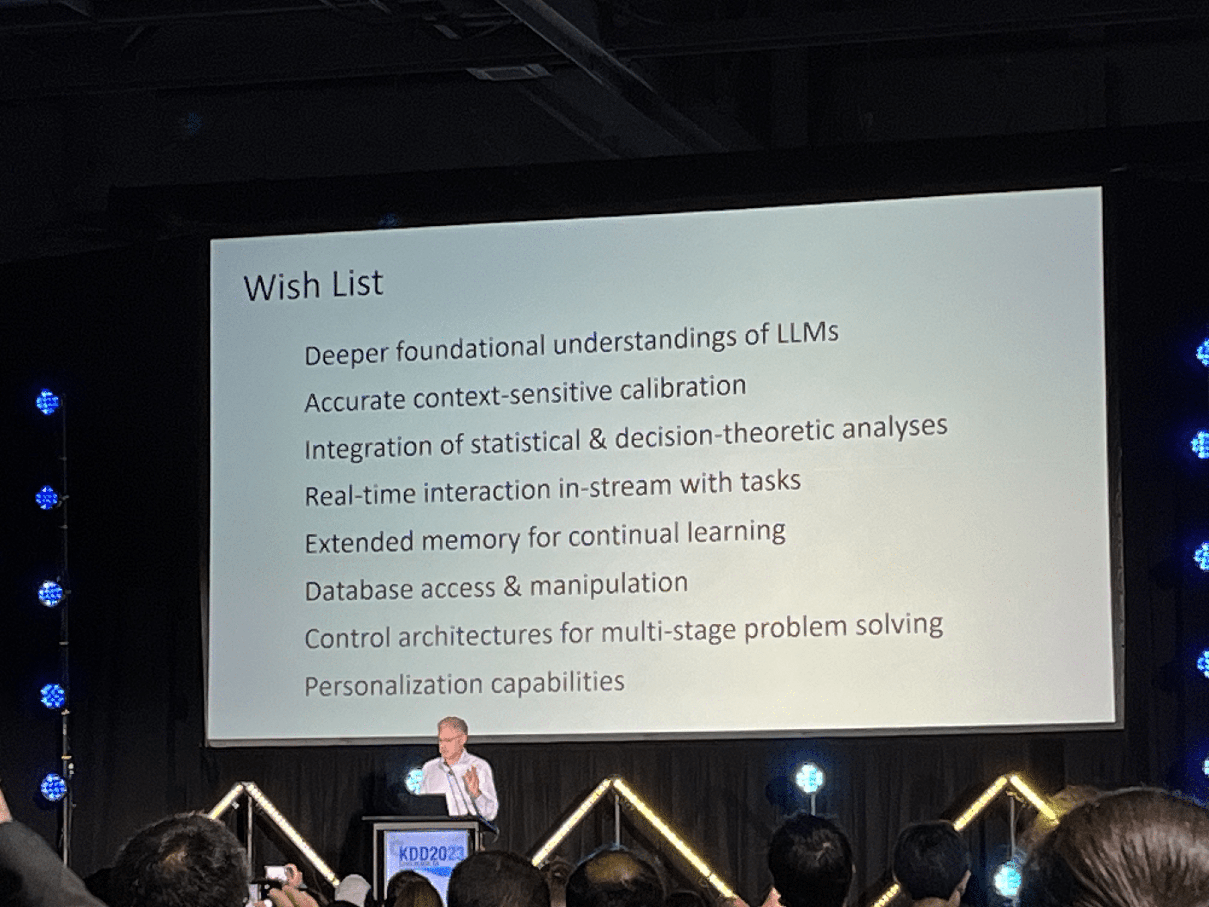 Wish List
Deeper foundational understandings of LLMs
Accurate context-sensitive calibration
Integration of statistical & decision-theoretic analyses
Real-time interaction in-stream with tasks
Extended memory for continual learning
Database access & manipulation
Control architectures for multi-stage problem solving
Personalization capabilities
KDD2023